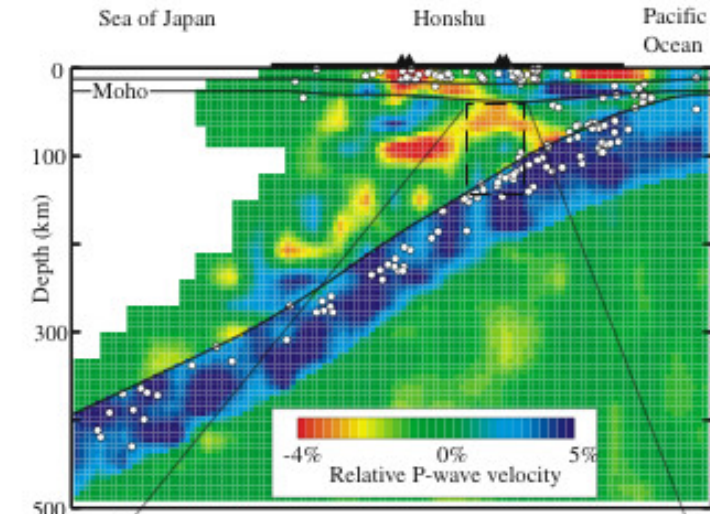 Sea of Japan
Honshu
Pacific
Ocean
0
Moho
100
Depth (km)
300
500
-4%
0%
5%
Relative P-wave velocity